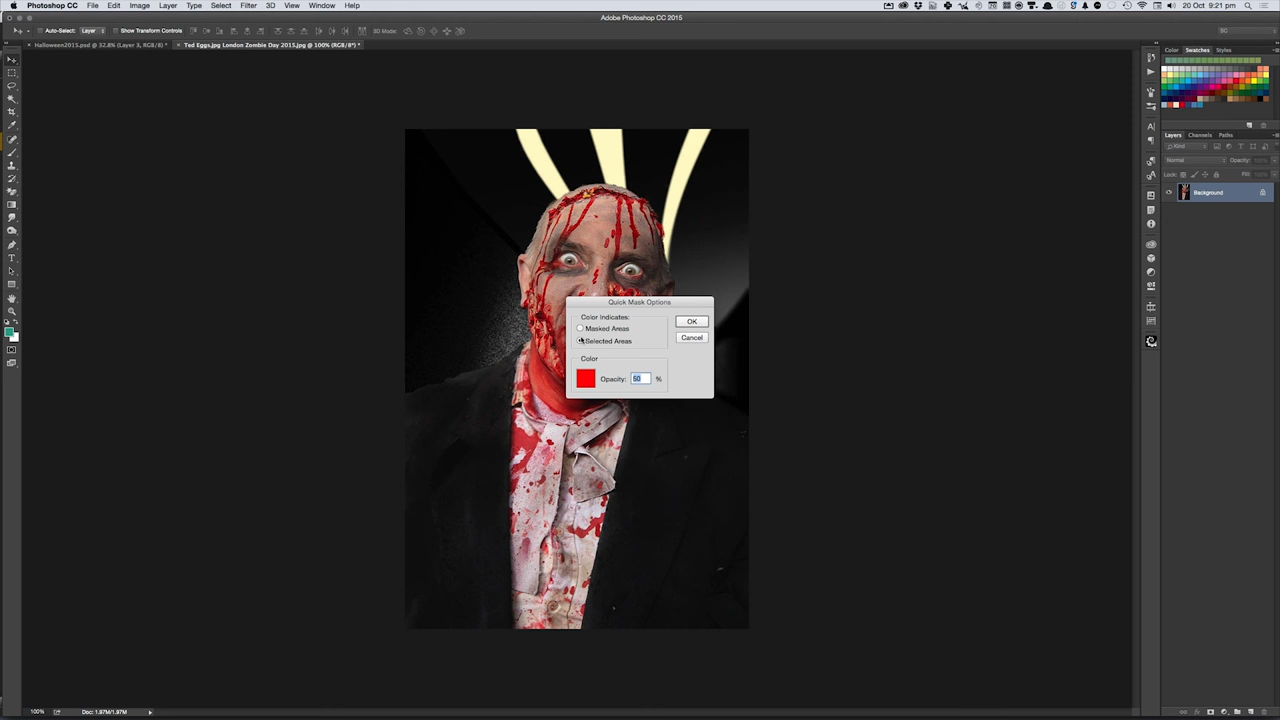 Photoshop CC File Edit Image Layer Type Select Filter 3D View Window Help 20 Oct 9:21 pm
Adobe Photoshop CC 2015
Auto-Select: Layer Show Transform Controls 3D Mode:
× Halloween2015.psd @ 32.8% (Layer 3, RGB/8) * × Ted Eggs.jpg London Zombie Day 2015.jpg @ 100% (RGB/8*) *
Color Swatches Styles
Layers Channels Paths
Kind
Normal Opacity:
Lock: Fill:
Background
Quick Mask Options
Color Indicates:
Masked Areas
Selected Areas
OK
Cancel
Color
Opacity: 50 %
100% Doc: 1.97M/1.97M